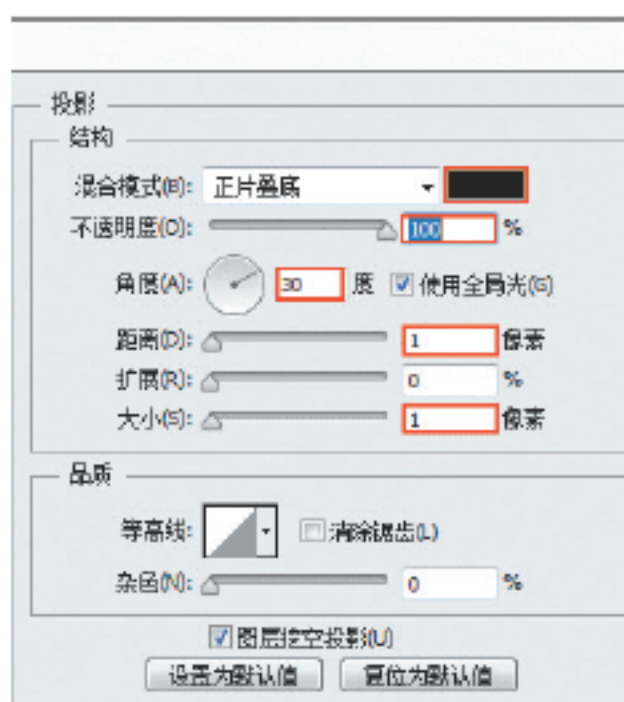 投影
结构
混合模式(B): 正片叠底
不透明度(O): 100 %
角度(A): 30 度 使用全局光(G)
距离(D): 1 像素
扩展(R): 0 %
大小(S): 1 像素
品质
等高线: 消除锯齿(L)
杂色(N): 0 %
图层挖空投影(U)
设置为默认值 复位为默认值